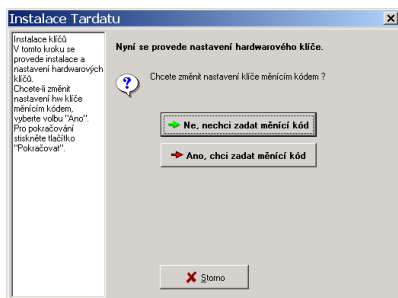 Instalace Tardatu
Instalace klíčů
V tomto kroku se
provede instalace a
nastavení hardwarových
klíčů.
Chcete-li změnit
nastavení hw klíče
měnícím kódem,
vyberte volbu "Ano".
Pro pokračování
stiskněte tlačítko
"Pokračovat".
Nyní se provede nastavení hardwarového klíče.
Chcete změnit nastavení klíče měnícím kódem ?
Ne, nechci zadat měnící kód
Ano, chci zadat měnící kód
Storno